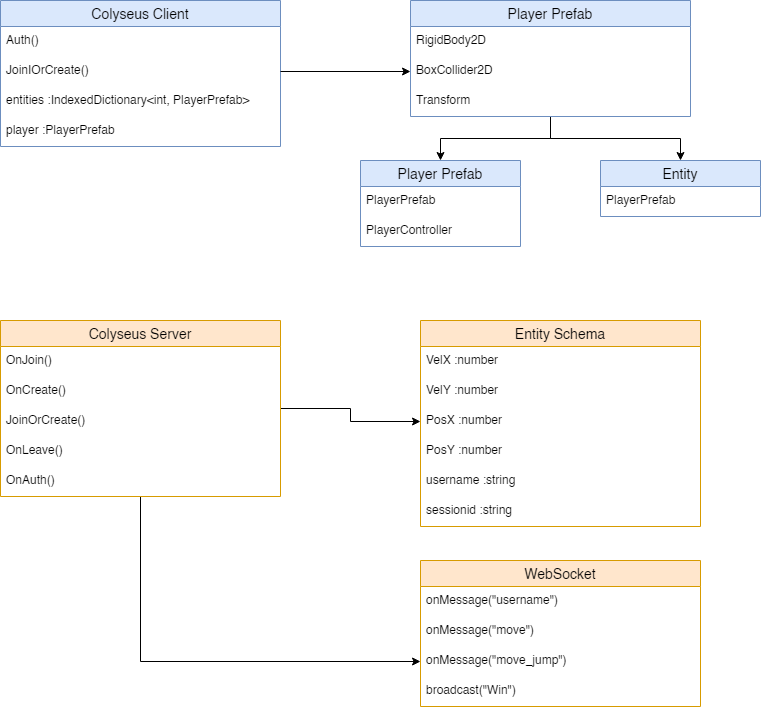 Colyseus Client
Auth()
JoinIOrCreate()
entities :IndexedDictionary<int, PlayerPrefab>
player :PlayerPrefab
Player Prefab
RigidBody2D
BoxCollider2D
Transform
Player Prefab
PlayerPrefab
PlayerController
Entity
PlayerPrefab
Colyseus Server
OnJoin()
OnCreate()
JoinOrCreate()
OnLeave()
OnAuth()
Entity Schema
VelX :number
VelY :number
PosX :number
PosY :number
username :string
sessionid :string
WebSocket
onMessage("username")
onMessage("move")
onMessage("move_jump")
broadcast("Win")